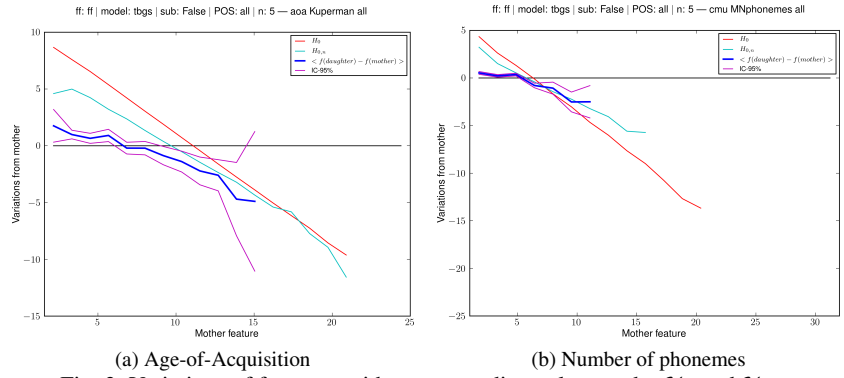 ff: ff | model: tbgs | sub: False | POS: all | n: 5 — aoa Kuperman all
10
5
0
−5
−10
−15
5
10
15
20
25
Variations from mother
Mother feature
H₀
H₀,ₙ
< f(daughter) − f(mother) >
IC-95%
(a) Age-of-Acquisition
ff: ff | model: tbgs | sub: False | POS: all | n: 5 — cmu MNphonemes all
5
0
−5
−10
−15
−20
−25
5
10
15
20
25
30
Variations from mother
Mother feature
H₀
H₀,ₙ
< f(daughter) − f(mother) >
IC-95%
(b) Number of phonemes